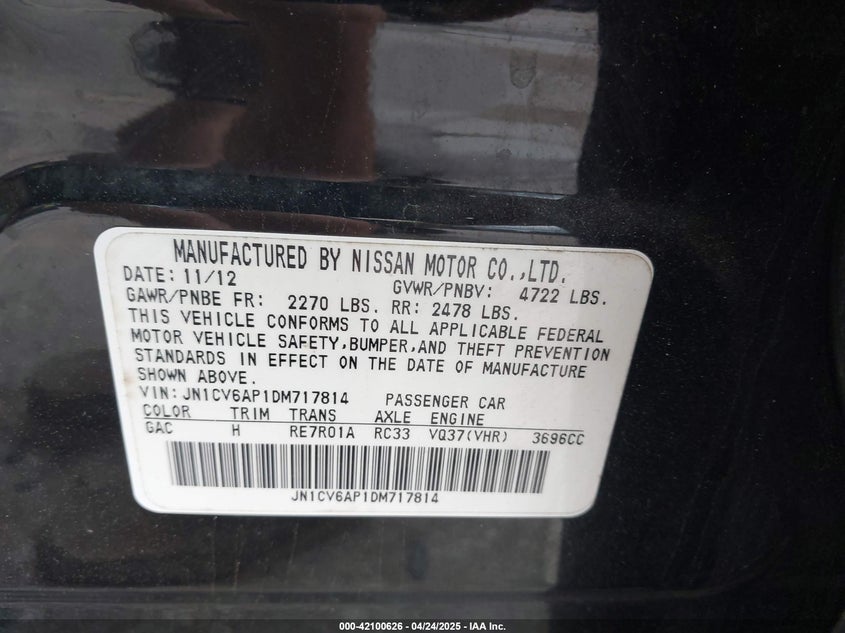 MANUFACTURED BY NISSAN MOTOR CO.,LTD.
DATE: 11/12 GVWR/PNBV: 4722 LBS.
GAWR/PNBE FR: 2270 LBS. RR: 2478 LBS.
THIS VEHICLE CONFORMS TO ALL APPLICABLE FEDERAL
MOTOR VEHICLE SAFETY,BUMPER,AND THEFT PREVENTION
STANDARDS IN EFFECT ON THE DATE OF MANUFACTURE
SHOWN ABOVE.
VIN: JN1CV6AP1DM717814 PASSENGER CAR
COLOR TRIM TRANS AXLE ENGINE
GAC H RE7R01A RC33 VQ37(VHR) 3696CC
JN1CV6AP1DM717814
000-42100626 - 04/24/2025 - IAA Inc.